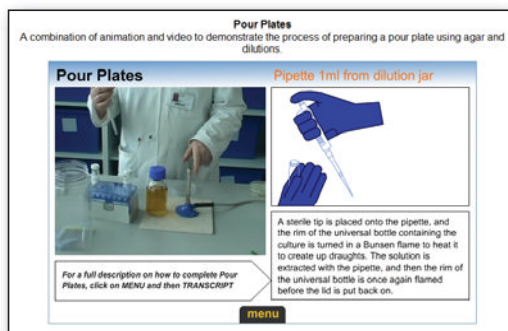 Pour Plates
A combination of animation and video to demonstrate the process of preparing a pour plate using agar and
dilutions.
Pour Plates
Pipette 1ml from dilution jar
A sterile tip is placed onto the pipette, and
the rim of the universal bottle containing the
culture is turned in a Bunsen flame to heat it
to create up draughts. The solution is
extracted with the pipette, and then the rim of
the universal bottle is once again flamed
before the lid is put back on.
For a full description on how to complete Pour
Plates, click on MENU and then TRANSCRIPT
menu